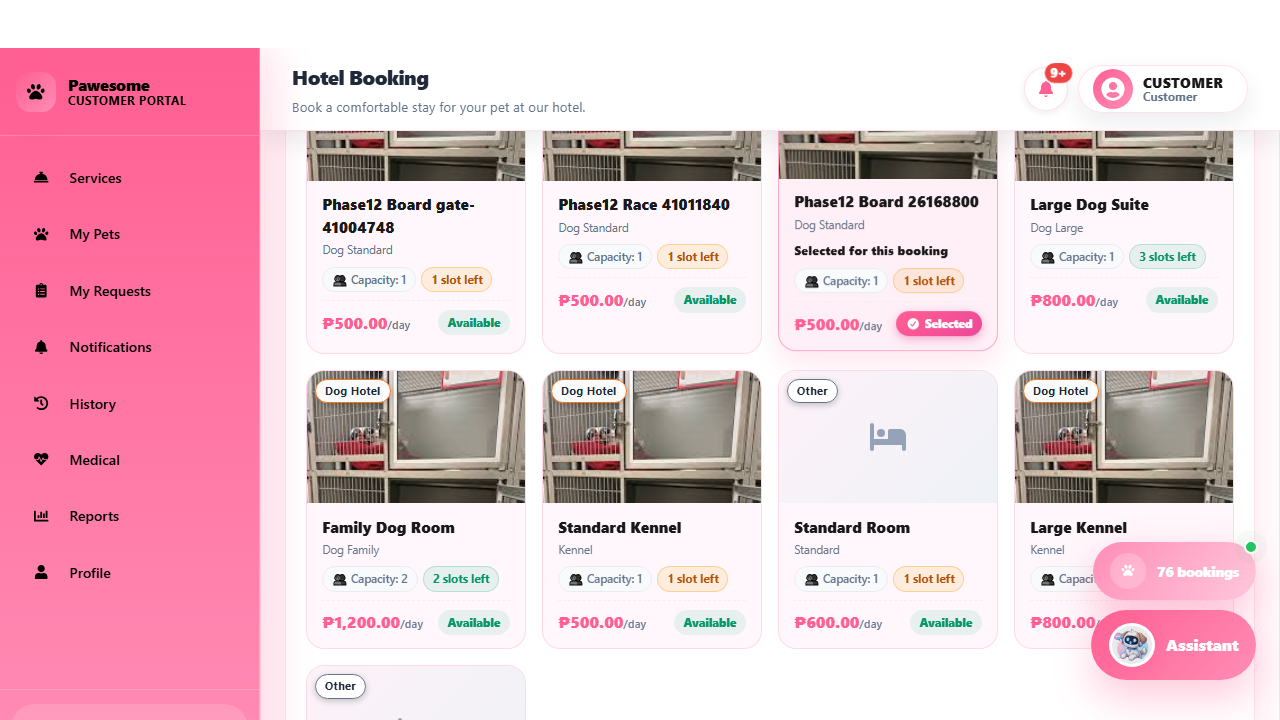 Pawesome
CUSTOMER PORTAL
Services
My Pets
My Requests
Notifications
History
Medical
Reports
Profile
Hotel Booking
Book a comfortable stay for your pet at our hotel.
9+
CUSTOMER
Customer
Phase12 Board gate-
41004748
Dog Standard
Capacity: 1
1 slot left
₱500.00/day
Available
Phase12 Race 41011840
Dog Standard
Capacity: 1
1 slot left
₱500.00/day
Available
Phase12 Board 26168800
Dog Standard
Selected for this booking
Capacity: 1
1 slot left
₱500.00/day
Selected
Large Dog Suite
Dog Large
Capacity: 1
3 slots left
₱800.00/day
Available
Dog Hotel
Family Dog Room
Dog Family
Capacity: 2
2 slots left
₱1,200.00/day
Available
Dog Hotel
Standard Kennel
Kennel
Capacity: 1
1 slot left
₱500.00/day
Available
Other
Standard Room
Standard
Capacity: 1
1 slot left
₱600.00/day
Available
Dog Hotel
Large Kennel
Kennel
₱800.00
76 bookings
Assistant
Other